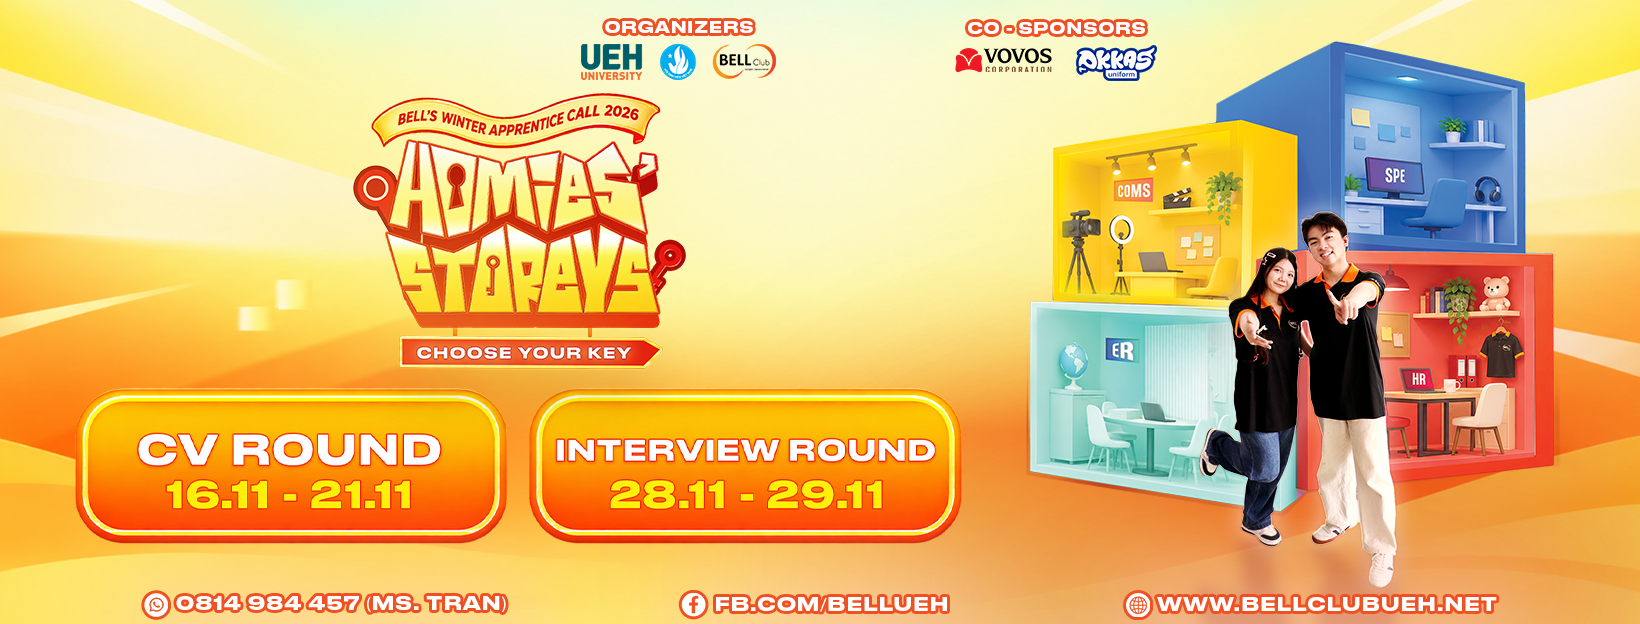 ORGANIZERS
UEH
UNIVERSITY
BELL Club
CO - SPONSORS
VOVOS
CORPORATION
AKKAS
uniform
BELL'S WINTER APPRENTICE CALL 2026
HOMIES'
STOREYS
CHOOSE YOUR KEY
COMS
SPE
ER
HR
CV ROUND
16.11 - 21.11
INTERVIEW ROUND
28.11 - 29.11
0814 984 457 (MS. TRAN)
FB.COM/BELLUEH
WWW.BELLCLUBUEH.NET